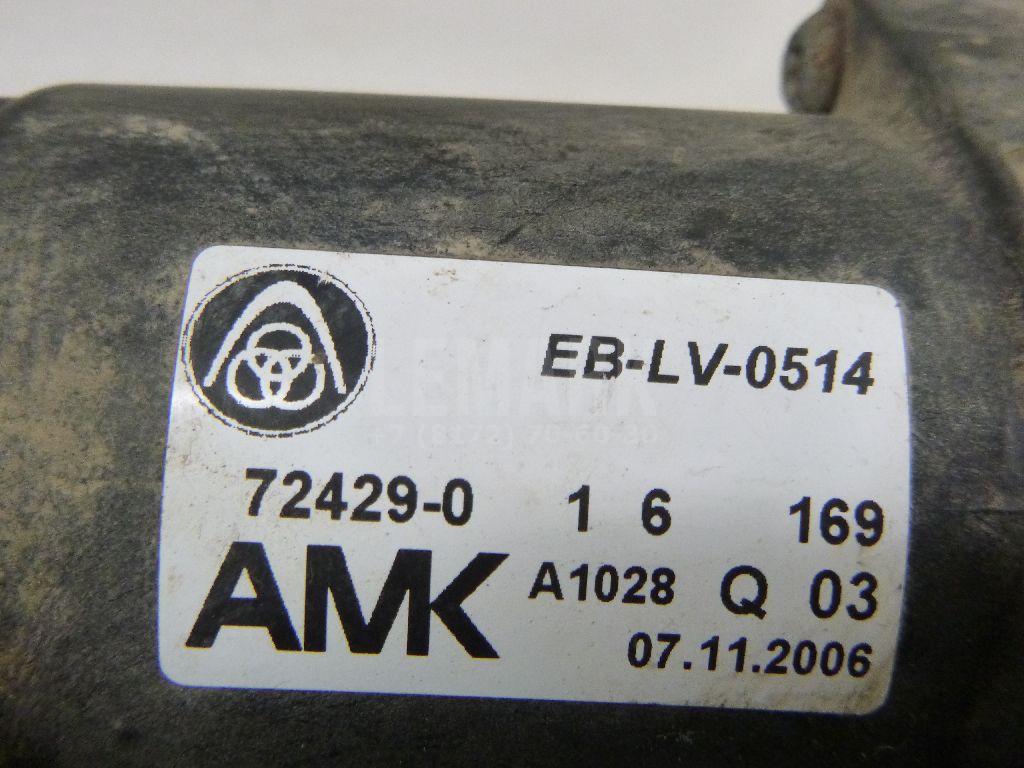 EB-LV-0514
72429-0 1 6 169
AMK A1028 Q 03
07.11.2006